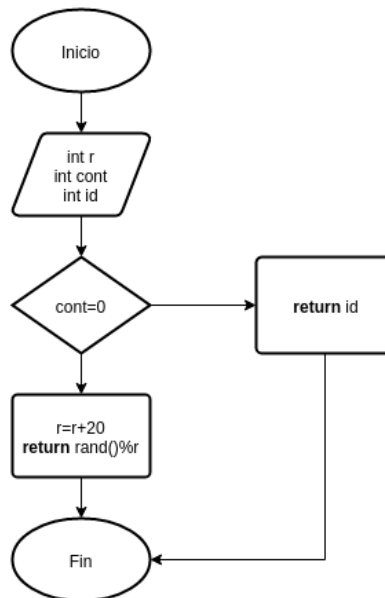 Inicio
int r
int cont
int id
cont=0
return id
r=r+20
return rand()%r
Fin